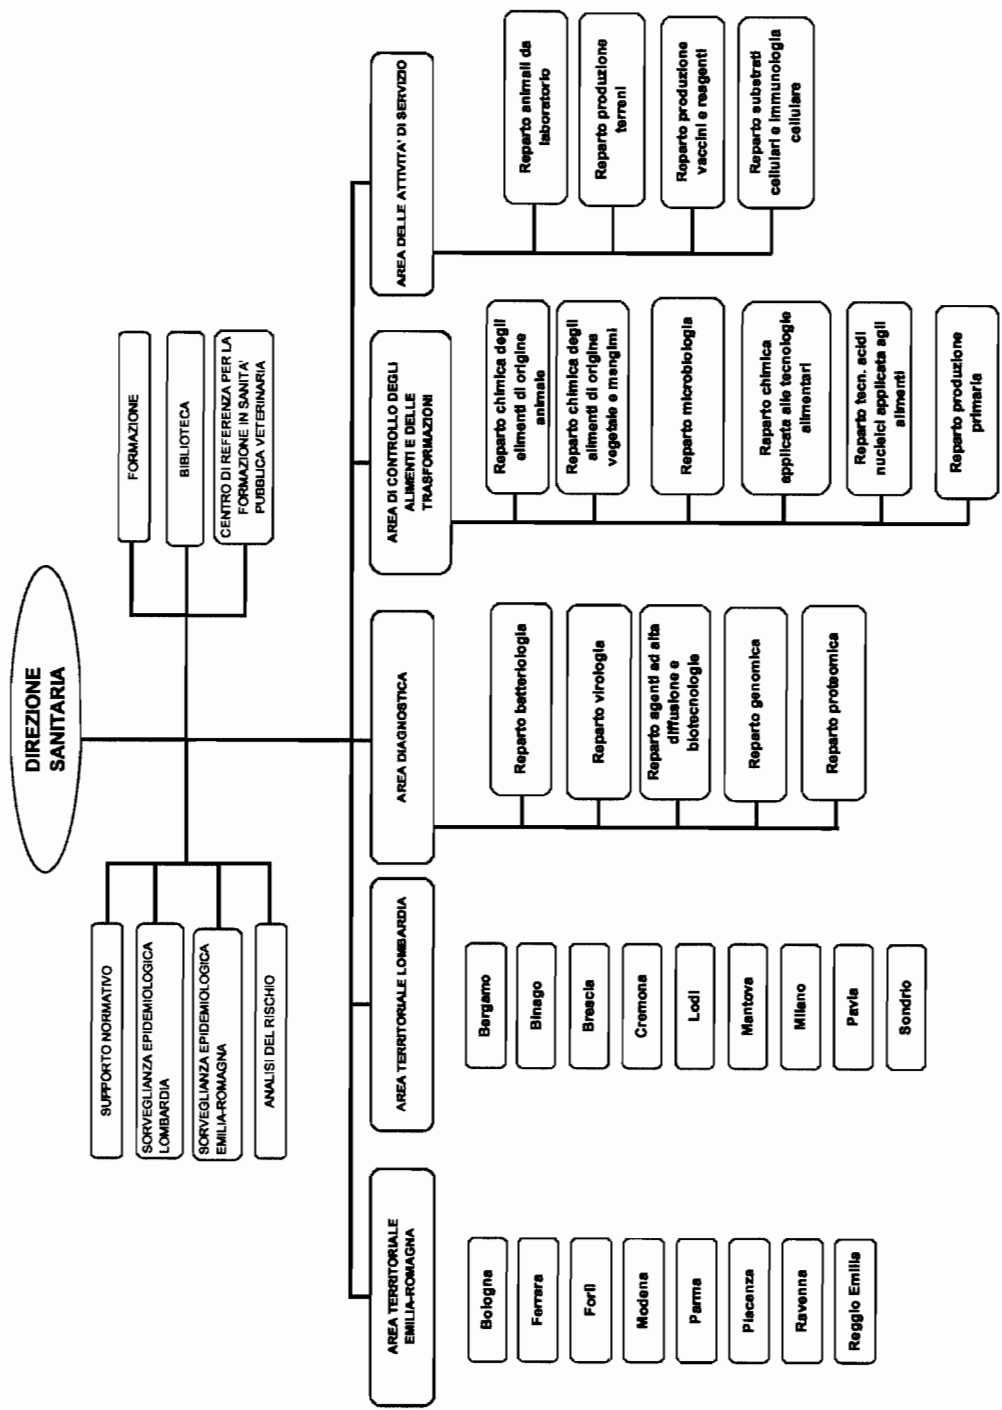 DIREZIONE
SANITARIA
SUPPORTO NORMATIVO
SORVEGLIANZA EPIDEMIOLOGICA
LOMBARDIA
SORVEGLIANZA EPIDEMIOLOGICA
EMILIA-ROMAGNA
ANALISI DEL RISCHIO
FORMAZIONE
BIBLIOTECA
CENTRO DI REFERENZA PER LA
FORMAZIONE IN SANITA'
PUBBLICA VETERINARIA
AREA TERRITORIALE
EMILIA-ROMAGNA
Bologna
Ferrara
Forlì
Modena
Parma
Piacenza
Ravenna
Reggio Emilia
AREA TERRITORIALE LOMBARDIA
Bergamo
Binago
Brescia
Cremona
Lodi
Mantova
Milano
Pavia
Sondrio
AREA DIAGNOSTICA
Reparto batteriologia
Reparto virologia
Reparto agenti ad alta
diffusione e
biotecnologie
Reparto genomica
Reparto proteomica
AREA DI CONTROLLO DEGLI
ALIMENTI E DELLE
TRASFORMAZIONI
Reparto chimica degli
alimenti di origine
animale
Reparto chimica degli
alimenti di origine
vegetale e mangimi
Reparto microbiologia
Reparto chimica
applicata alle tecnologie
alimentari
Reparto tecn. acidi
nucleici applicata agli
alimenti
Reparto produzione
primaria
AREA DELLE ATTIVITA' DI SERVIZIO
Reparto animali da
laboratorio
Reparto produzione
terreni
Reparto produzione
vaccini e reagenti
Reparto substrati
cellulari e immunologia
cellulare